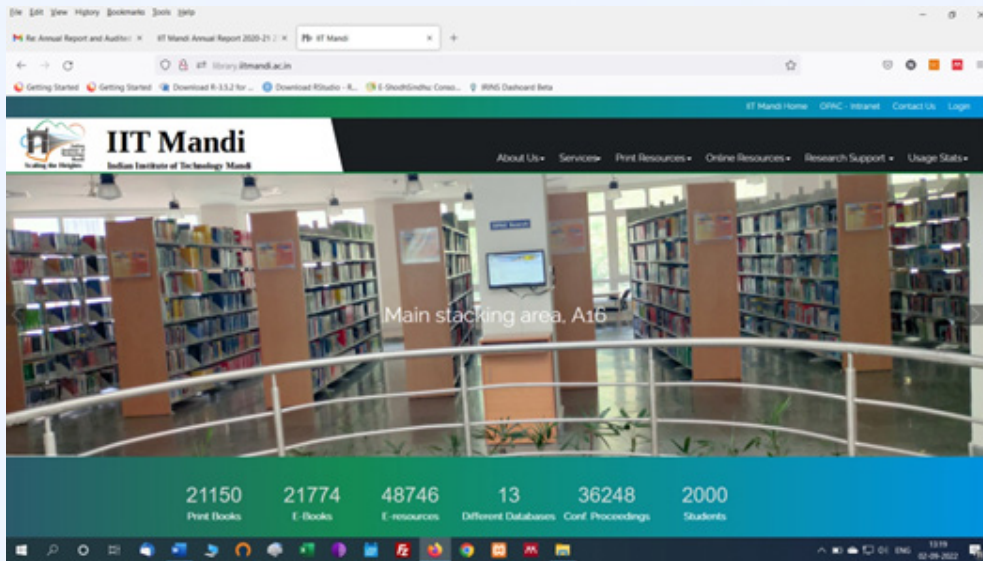 File Edit View History Bookmarks Tools Help
Re: Annual Report and Audited
IIT Mandi Annual Report 2020-21
IIT Mandi
library.iitmandi.ac.in
Getting Started Getting Started Download R-3.3.2 for ... Download RStudio - R... E-ShodhSindhu: Conso... IRINS Dashboard Beta
IIT Mandi Home OPAC - Intranet Contact Us Login
IIT Mandi
Indian Institute of Technology Mandi
Scaling the Heights
About Us Services Print Resources Online Resources Research Support Usage Stats
Main stacking area, A16
21150 21774 48746 13 36248 2000
Print Books E-Books E-resources Different Databases Conf. Proceedings Students
ENG
13:19
02-09-2022